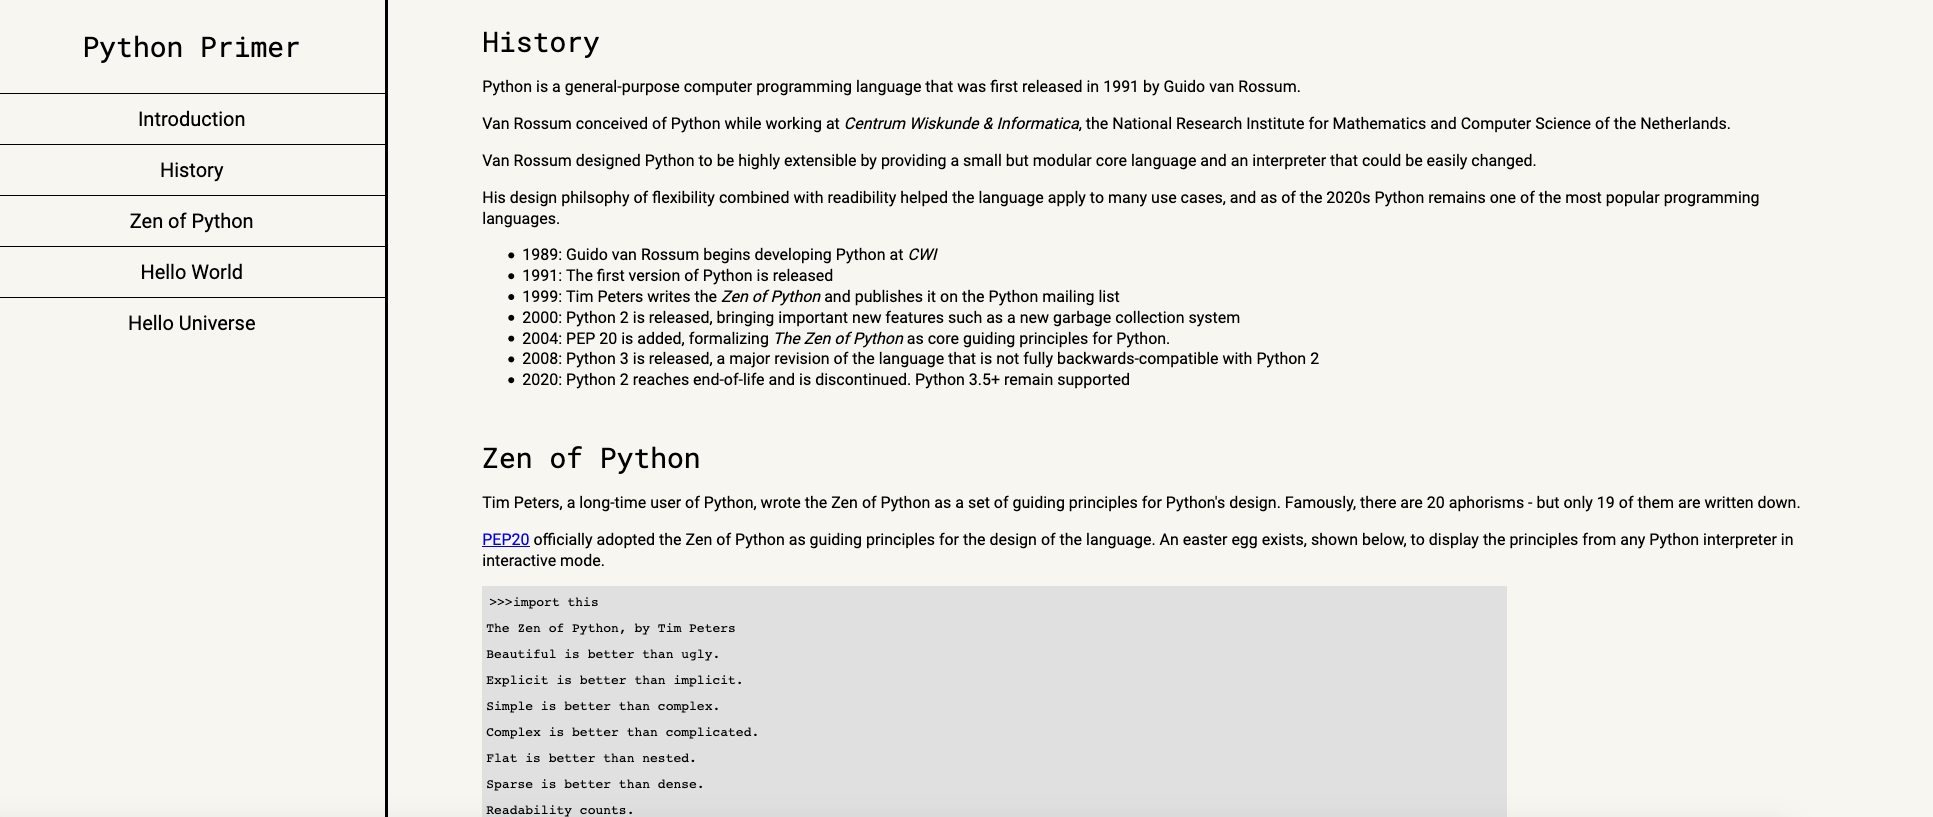 Python Primer
Introduction
History
Zen of Python
Hello World
Hello Universe
History
Python is a general-purpose computer programming language that was first released in 1991 by Guido van Rossum.
Van Rossum conceived of Python while working at Centrum Wiskunde & Informatica, the National Research Institute for Mathematics and Computer Science of the Netherlands.
Van Rossum designed Python to be highly extensible by providing a small but modular core language and an interpreter that could be easily changed.
His design philsophy of flexibility combined with readibility helped the language apply to many use cases, and as of the 2020s Python remains one of the most popular programming
languages.
• 1989: Guido van Rossum begins developing Python at CWI
• 1991: The first version of Python is released
• 1999: Tim Peters writes the Zen of Python and publishes it on the Python mailing list
• 2000: Python 2 is released, bringing important new features such as a new garbage collection system
• 2004: PEP 20 is added, formalizing The Zen of Python as core guiding principles for Python.
• 2008: Python 3 is released, a major revision of the language that is not fully backwards-compatible with Python 2
• 2020: Python 2 reaches end-of-life and is discontinued. Python 3.5+ remain supported
Zen of Python
Tim Peters, a long-time user of Python, wrote the Zen of Python as a set of guiding principles for Python's design. Famously, there are 20 aphorisms - but only 19 of them are written down.
PEP20 officially adopted the Zen of Python as guiding principles for the design of the language. An easter egg exists, shown below, to display the principles from any Python interpreter in
interactive mode.
>>>import this
The Zen of Python, by Tim Peters
Beautiful is better than ugly.
Explicit is better than implicit.
Simple is better than complex.
Complex is better than complicated.
Flat is better than nested.
Sparse is better than dense.
Readability counts.